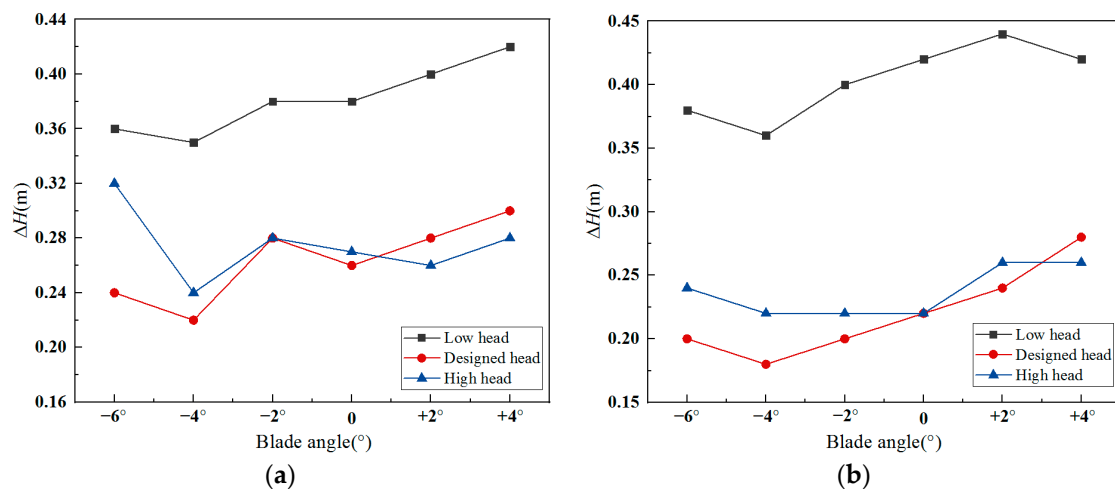 0.44
0.40
0.36
0.32
0.28
0.24
0.20
0.16
ΔH(m)
−6° −4° −2° 0 +2° +4°
Blade angle(°)
Low head
Designed head
High head
(a)
0.45
0.40
0.35
0.30
0.25
0.20
0.15
ΔH(m)
−6° −4° −2° 0 +2° +4°
Blade angle(°)
Low head
Designed head
High head
(b)